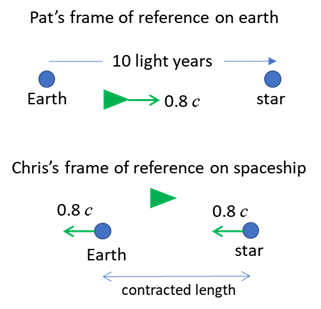 Pat's frame of reference on earth
10 light years
Earth
0.8 c
star
Chris's frame of reference on spaceship
0.8 c
0.8 c
Earth
star
contracted length